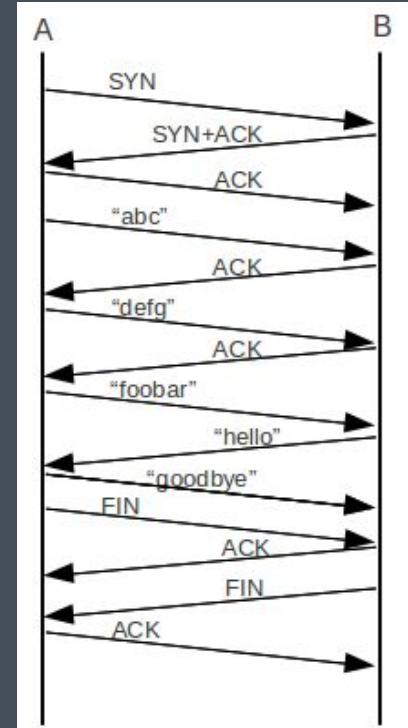 A
B
SYN
SYN+ACK
ACK
“abc”
ACK
“defg”
ACK
“foobar”
“hello”
“goodbye”
FIN
ACK
FIN
ACK